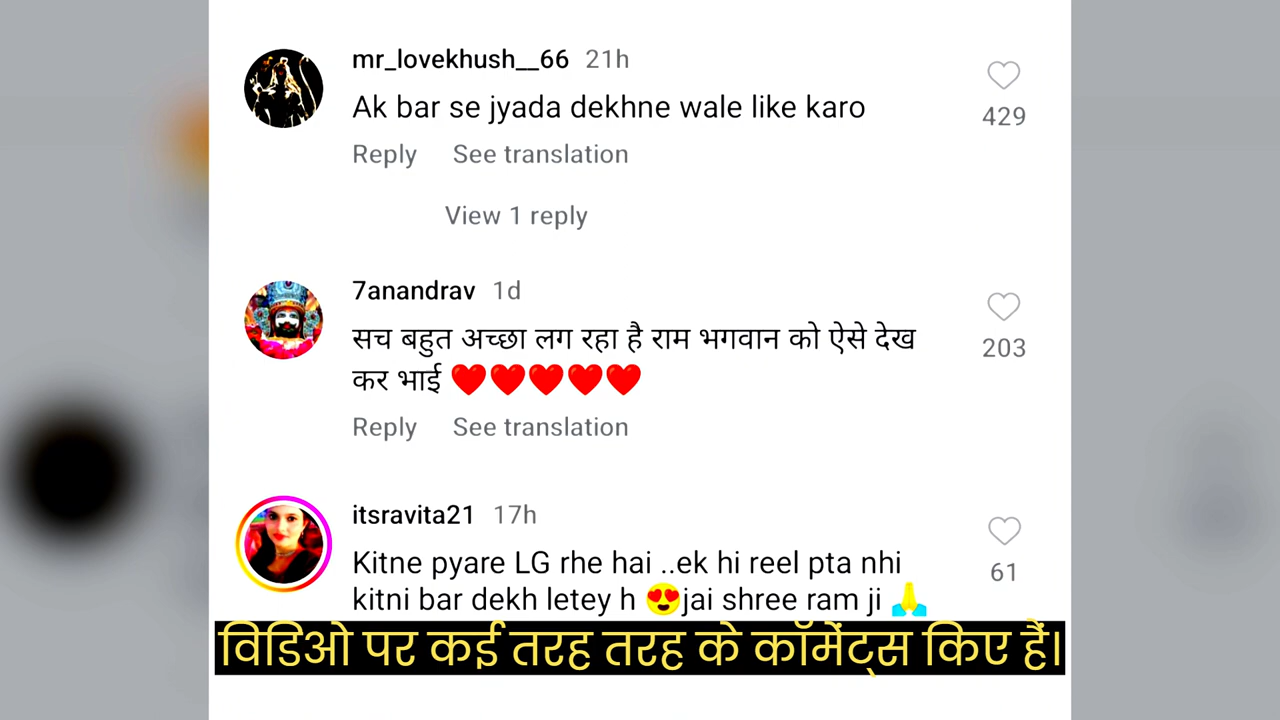 mr_lovekhush__66 21h
Ak bar se jyada dekhne wale like karo
429
Reply See translation
View 1 reply
7anandrav 1d
सच बहुत अच्छा लग रहा है राम भगवान को ऐसे देख
कर भाई ❤️❤️❤️❤️❤️
203
Reply See translation
itsravita21 17h
Kitne pyare LG rhe hai ..ek hi reel pta nhi
kitni bar dekh letey h 😍jai shree ram ji 🙏
61
विडिओ पर कई तरह तरह के कॉमेंट्स किए हैं।